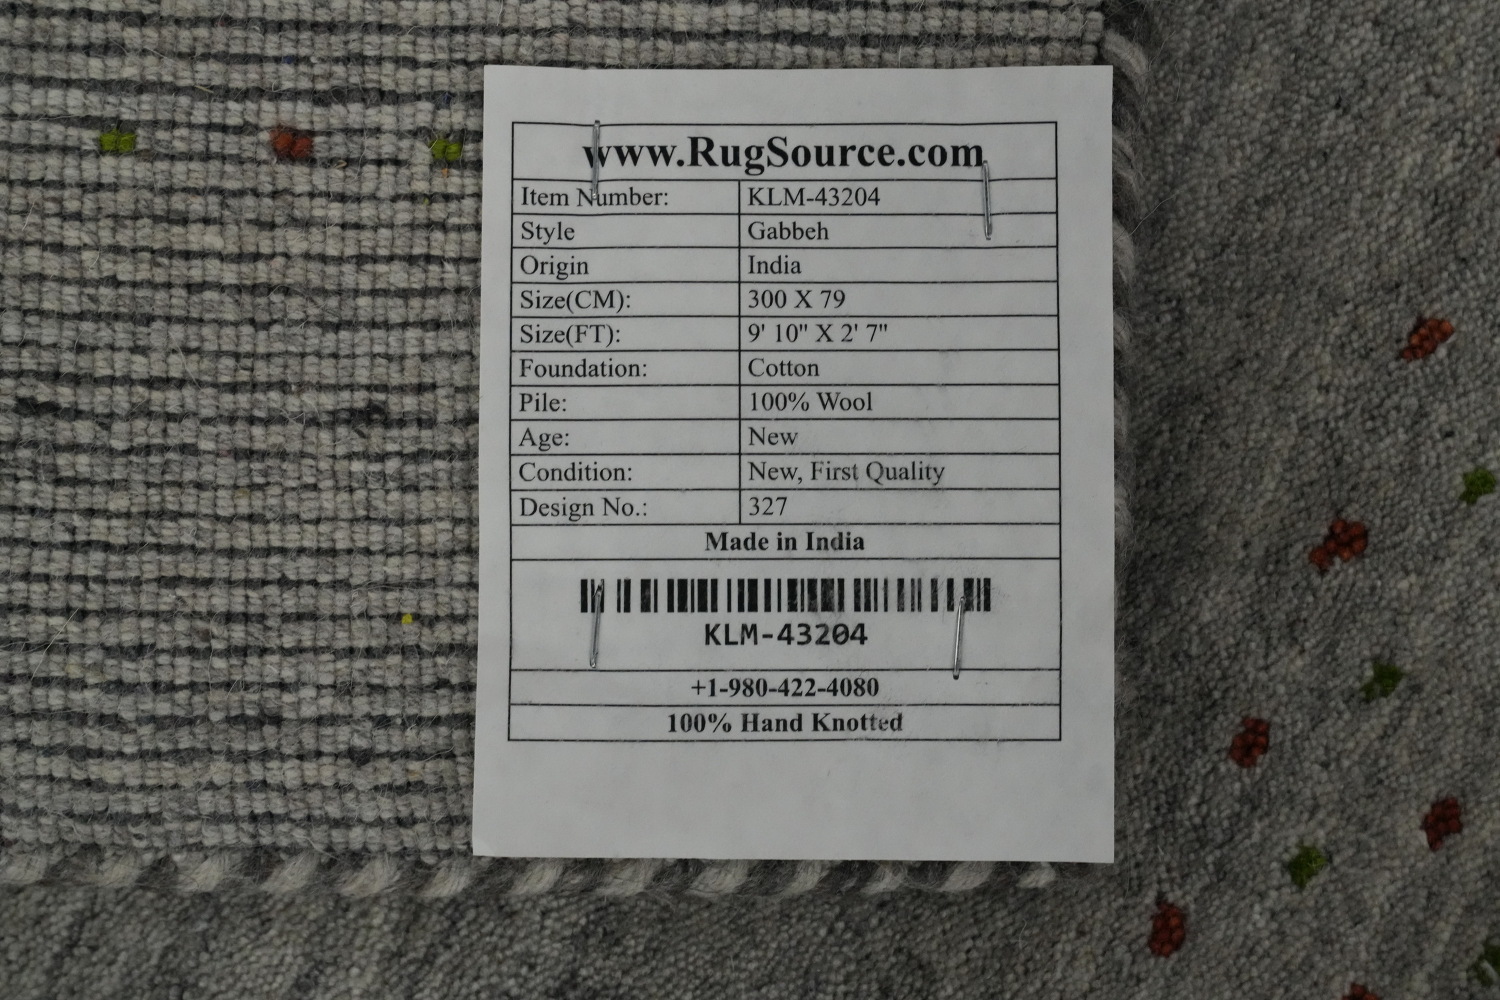 www.RugSource.com
Item Number: KLM-43204
Style Gabbeh
Origin India
Size(CM): 300 X 79
Size(FT): 9' 10" X 2' 7"
Foundation: Cotton
Pile: 100% Wool
Age: New
Condition: New, First Quality
Design No.: 327
Made in India
KLM-43204
+1-980-422-4080
100% Hand Knotted